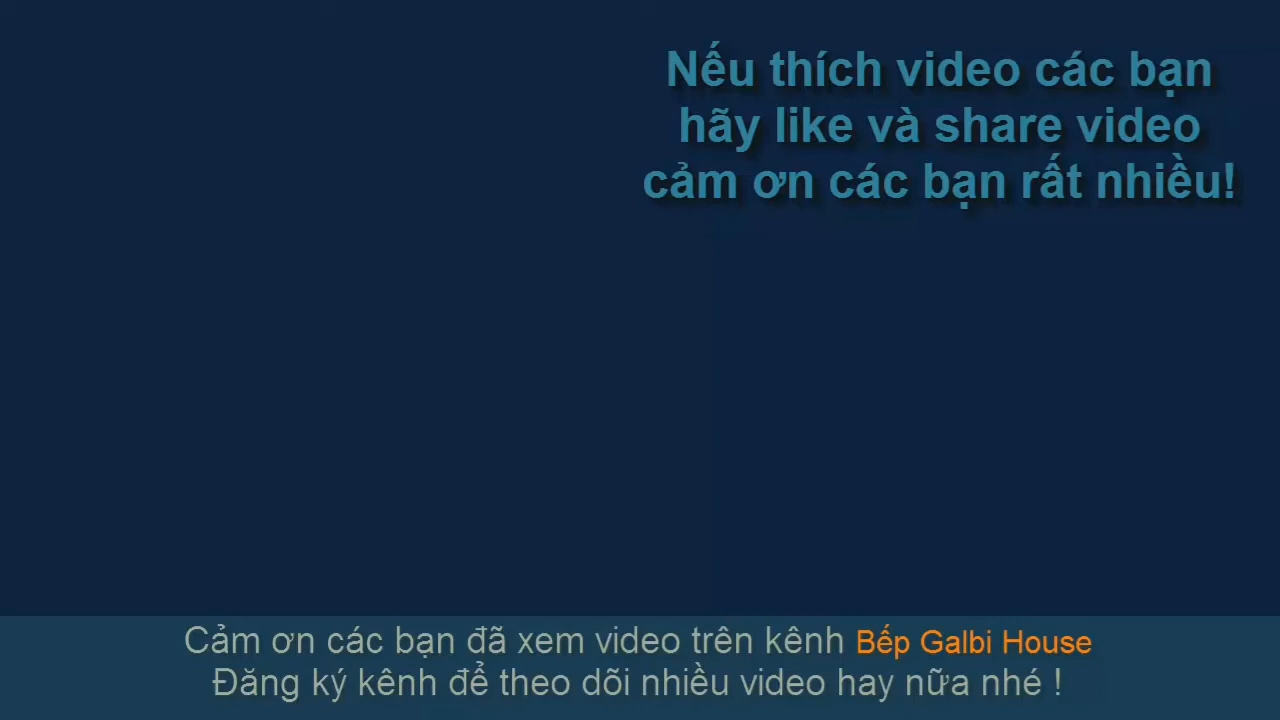 Nếu thích video các bạn
hãy like và share video
cảm ơn các bạn rất nhiều!
Cảm ơn các bạn đã xem video trên kênh Bếp Galbi House
Đăng ký kênh để theo dõi nhiều video hay nữa nhé !